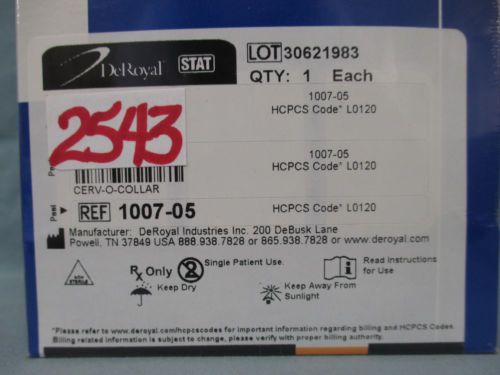 DeRoyal
STAT
LOT 30621983
QTY: 1 Each
2543
1007-05
HCPCS Code* L0120
1007-05
HCPCS Code* L0120
CERV-O-COLLAR
Peel
REF 1007-05
HCPCS Code* L0120
Manufacturer: DeRoyal Industries Inc. 200 DeBusk Lane
Powell, TN 37849 USA 888.938.7828 or 865.938.7828 or www.deroyal.com
NON
STERILE
Rx Only
Single Patient Use.
Read Instructions
for Use
Keep Dry
Keep Away From
Sunlight
*Please refer to www.deroyal.com/hcpcscodes for important information regarding billing and HCPCS Codes.
Billing related information is subject to change, please verify with proper billing authority.